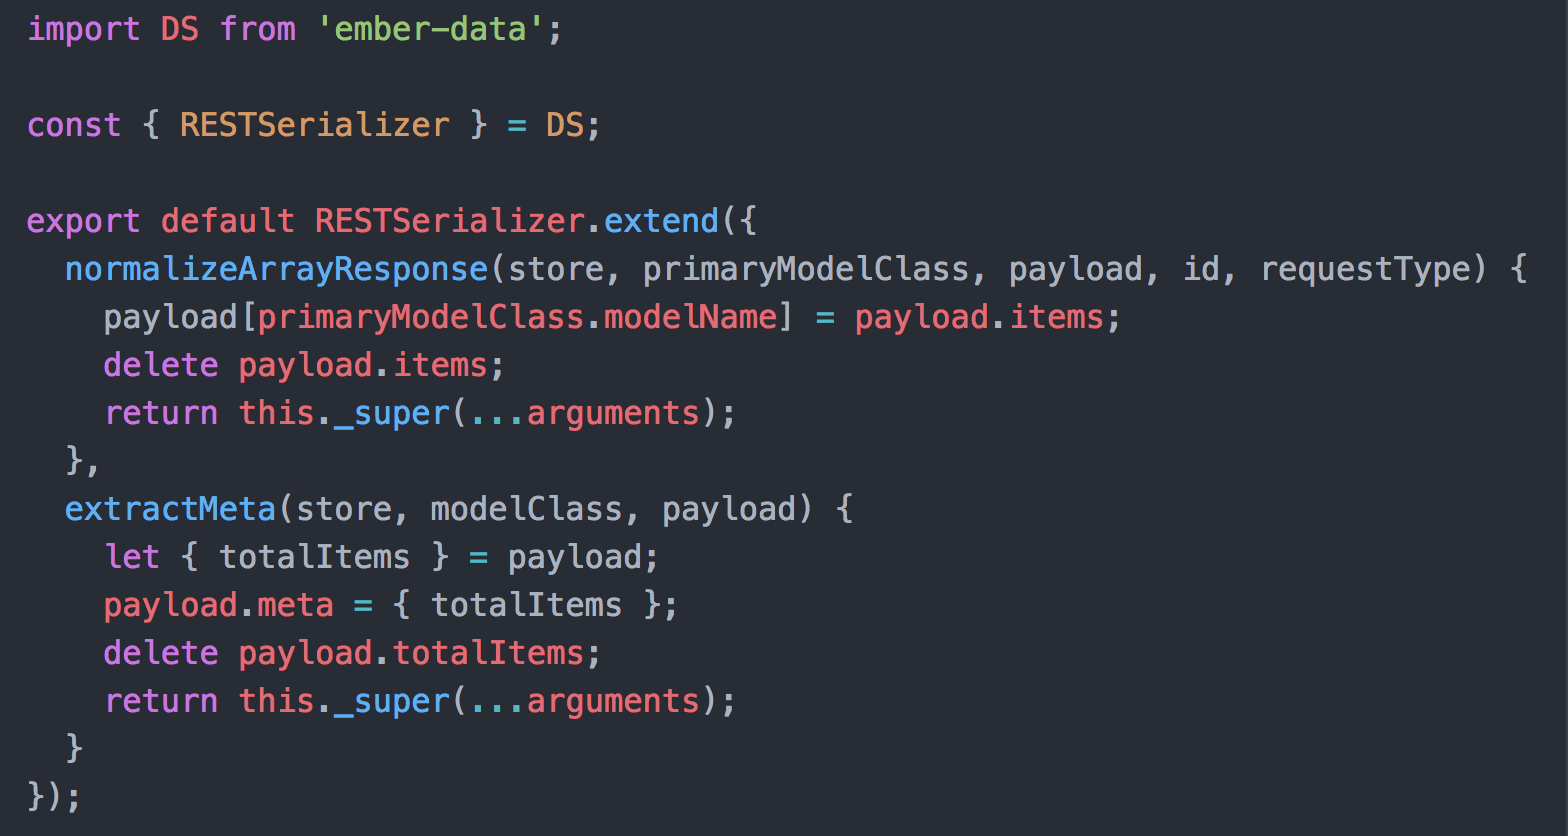 import DS from 'ember-data';

const { RESTSerializer } = DS;

export default RESTSerializer.extend({
  normalizeArrayResponse(store, primaryModelClass, payload, id, requestType) {
    payload[primaryModelClass.modelName] = payload.items;
    delete payload.items;
    return this._super(...arguments);
  },
  extractMeta(store, modelClass, payload) {
    let { totalItems } = payload;
    payload.meta = { totalItems };
    delete payload.totalItems;
    return this._super(...arguments);
  }
});